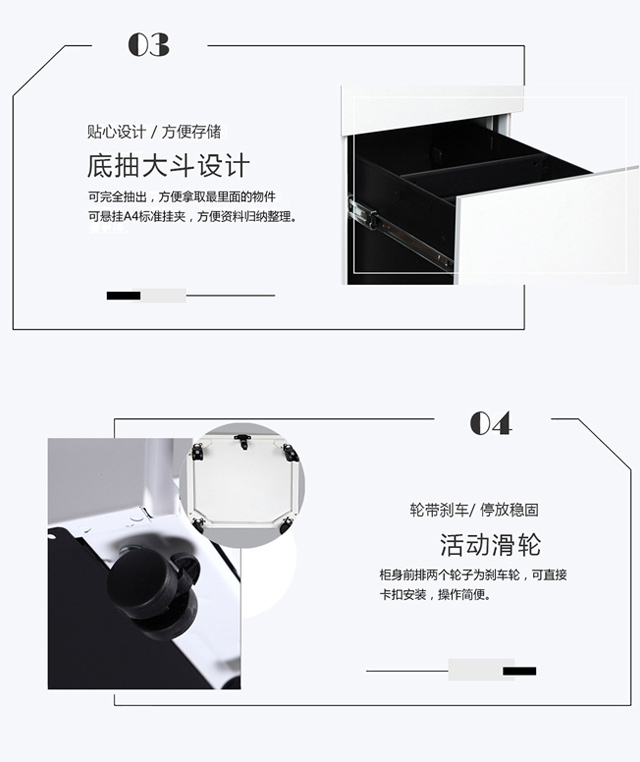 03
贴心设计 / 方便存储
底抽大斗设计
可完全抽出，方便拿取最里面的物件
可悬挂A4标准挂夹，方便资料归纳整理。
04
轮带刹车/ 停放稳固
活动滑轮
柜身前排两个轮子为刹车轮，可直接
卡扣安装，操作简便。